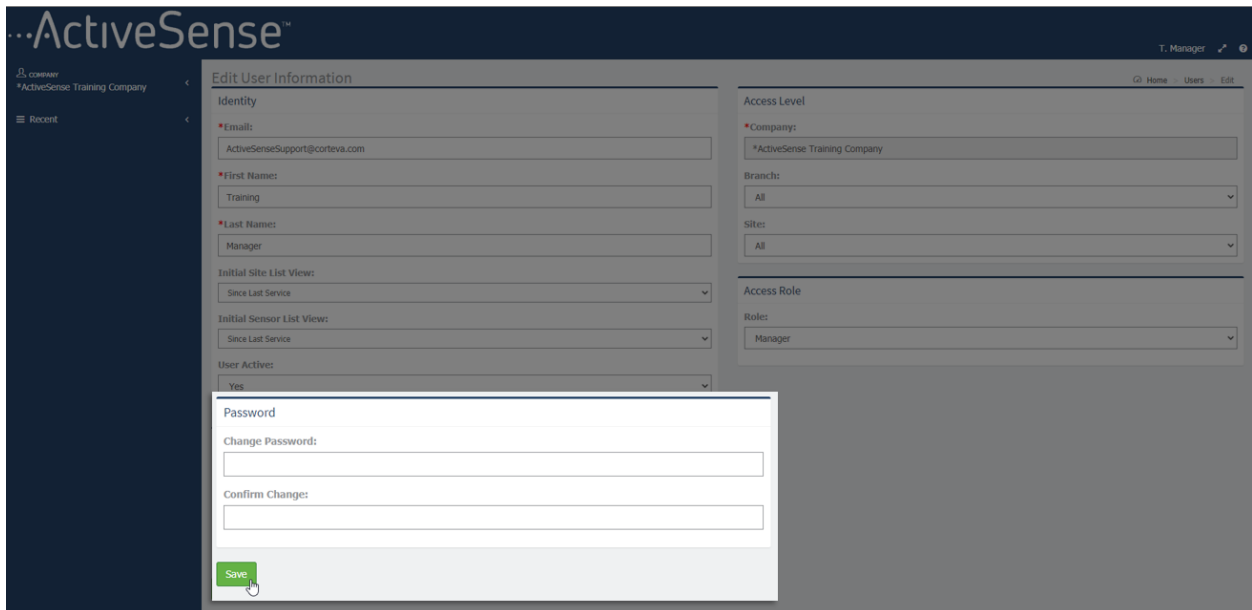 ActiveSense™
T. Manager
COMPANY
*ActiveSense Training Company
Recent
Edit User Information
Home > Users > Edit
Identity
*Email:
ActiveSenseSupport@corteva.com
*First Name:
Training
*Last Name:
Manager
Initial Site List View:
Since Last Service
Initial Sensor List View:
Since Last Service
User Active:
Yes
Access Level
*Company:
*ActiveSense Training Company
Branch:
All
Site:
All
Access Role
Role:
Manager
Password
Change Password:
Confirm Change:
Save